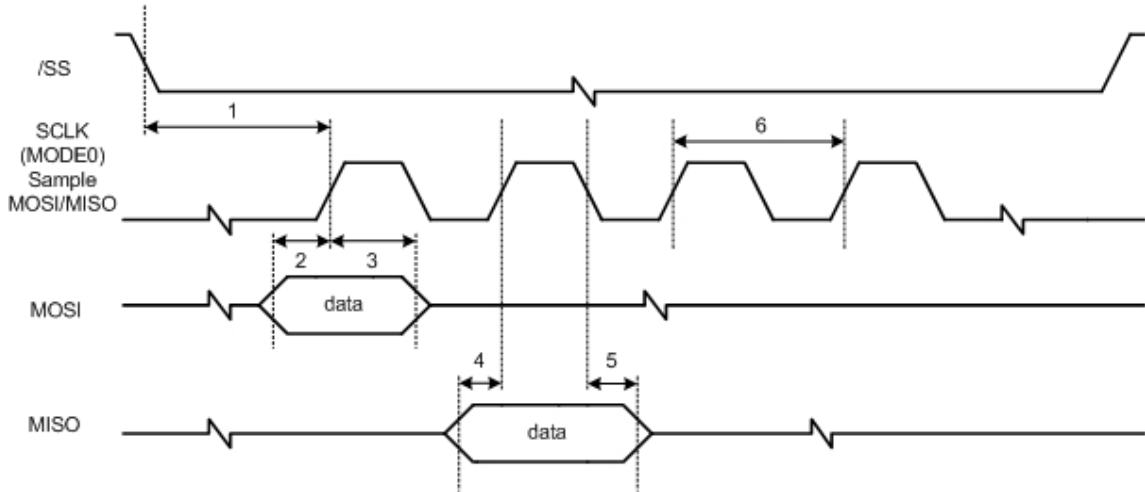 /SS
1
SCLK
(MODE0)
Sample
MOSI/MISO
6
2
3
MOSI
data
4
5
MISO
data